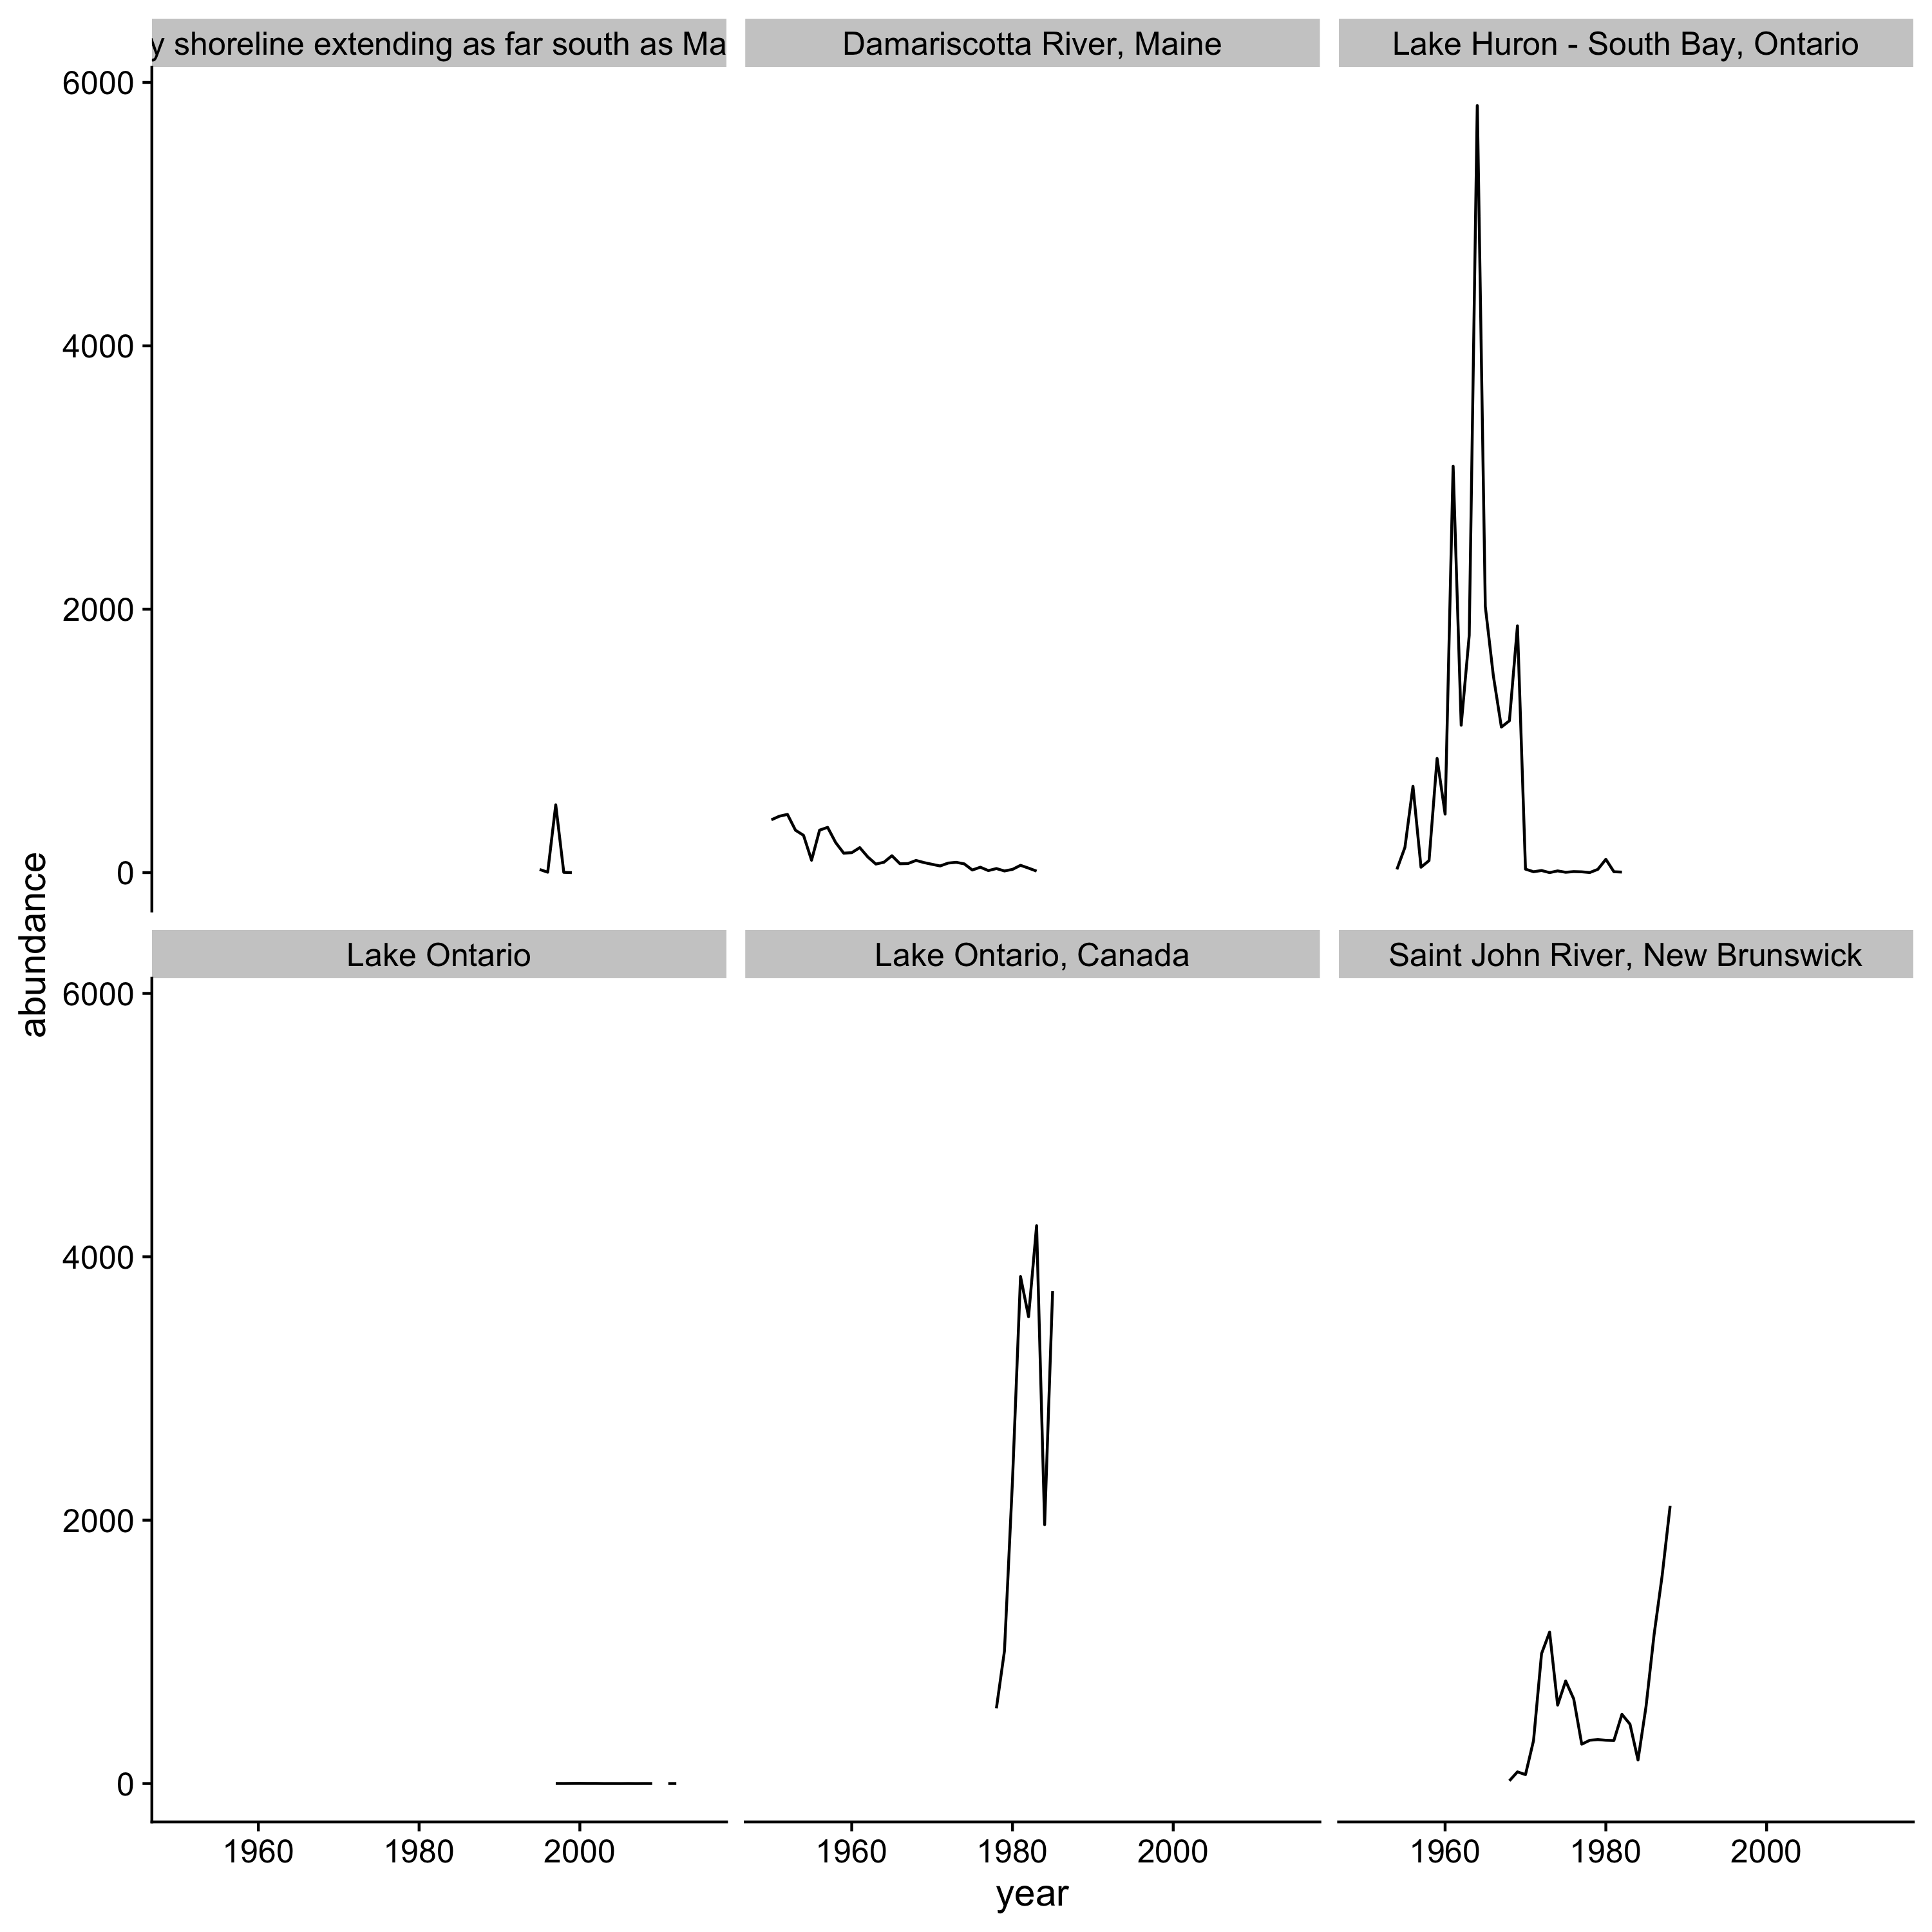 y shoreline extending as far south as Ma
Damariscotta River, Maine
Lake Huron - South Bay, Ontario
6000
4000
2000
0
abundance
Lake Ontario
Lake Ontario, Canada
Saint John River, New Brunswick
6000
4000
2000
0
1960 1980 2000
1960 1980 2000
1960 1980 2000
year